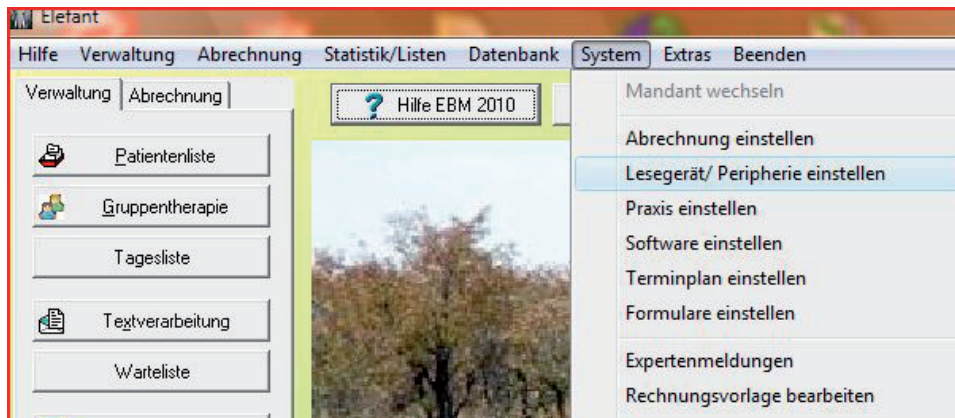 Elefant
Hilfe Verwaltung Abrechnung Statistik/Listen Datenbank System Extras Beenden
Verwaltung Abrechnung
Hilfe EBM 2010
Patientenliste
Gruppentherapie
Tagesliste
Textverarbeitung
Warteliste
Mandant wechseln
Abrechnung einstellen
Lesegerät/ Peripherie einstellen
Praxis einstellen
Software einstellen
Terminplan einstellen
Formulare einstellen
Expertenmeldungen
Rechnungsvorlage bearbeiten